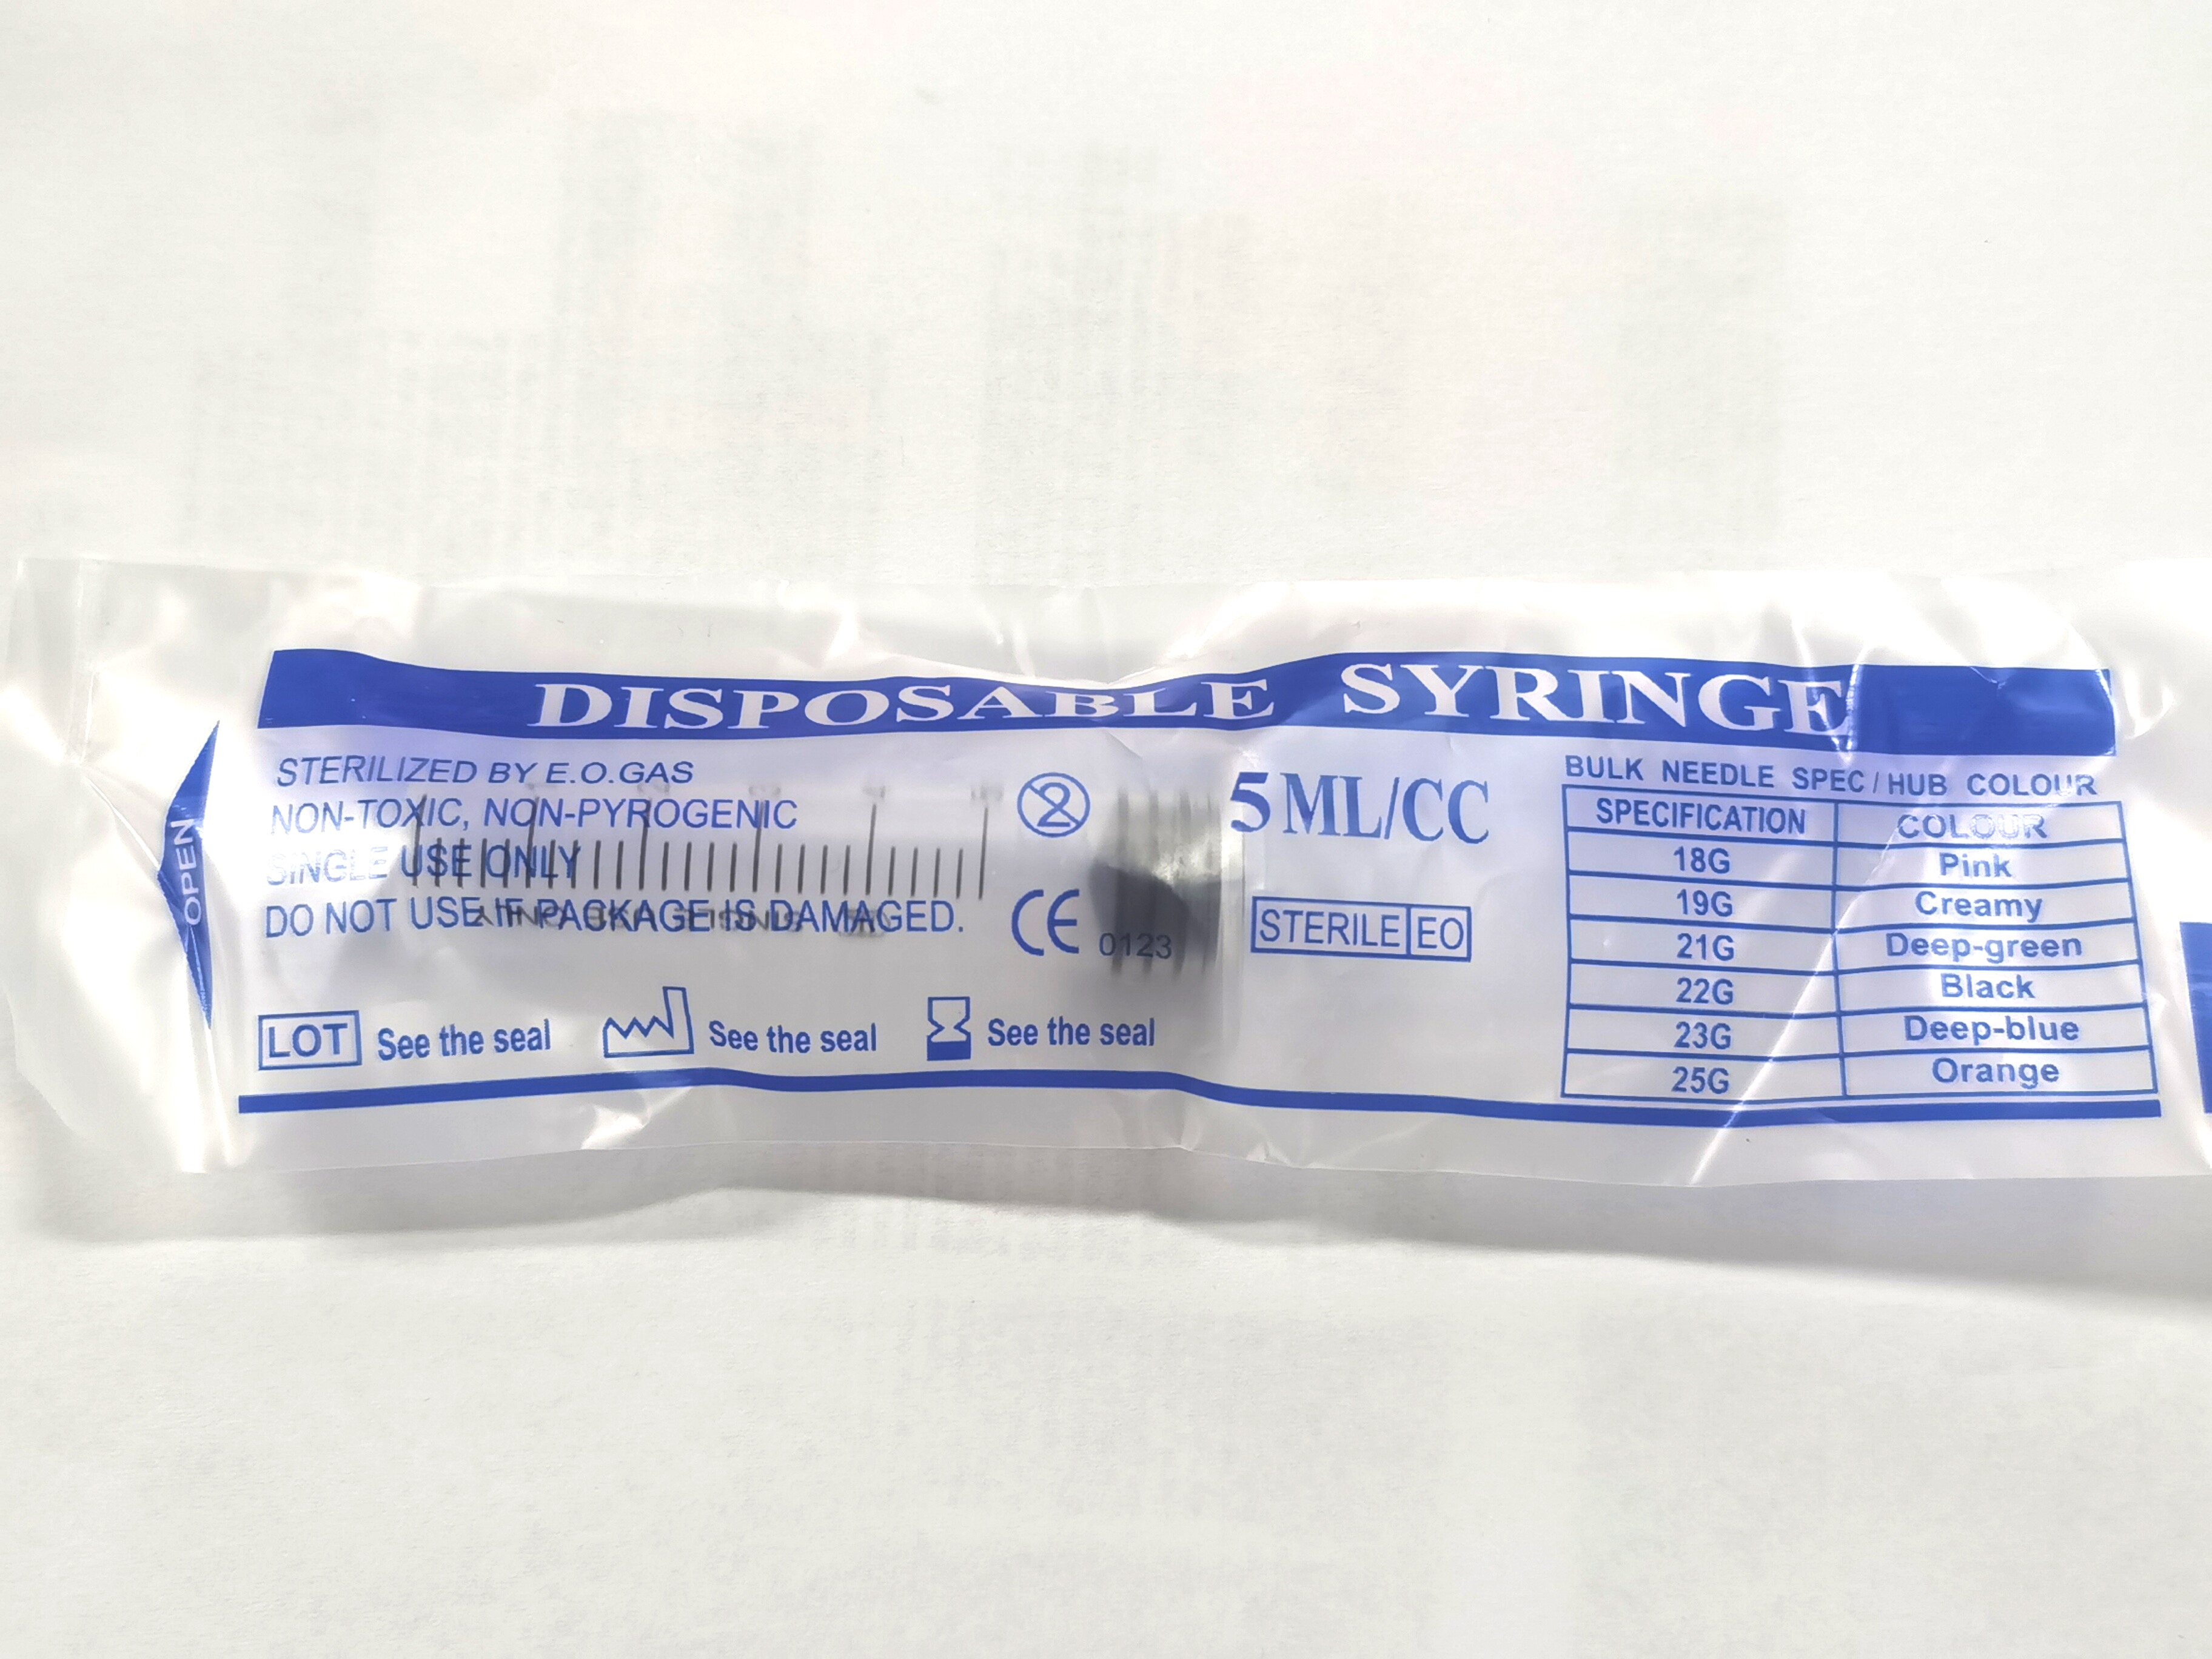 DISPOSABLE SYRINGE
OPEN
STERILIZED BY E.O.GAS
NON-TOXIC, NON-PYROGENIC
SINGLE USE ONLY
DO NOT USE IF PACKAGE IS DAMAGED.
2
CE 0123
LOT See the seal
See the seal
See the seal
5ML/CC
STERILE EO
BULK NEEDLE SPEC/HUB COLOUR
SPECIFICATION COLOUR
18G Pink
19G Creamy
21G Deep-green
22G Black
23G Deep-blue
25G Orange